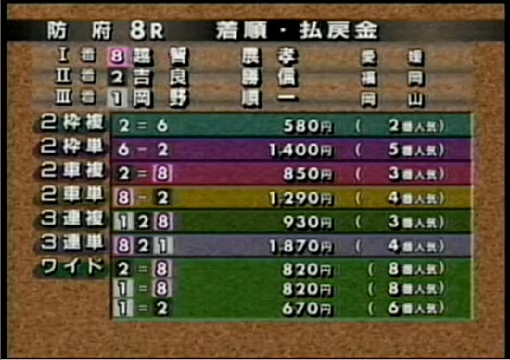 防府 8R 着順・払戻金
Ⅰ着 8 越智 展孝 愛媛
Ⅱ着 2 吉良 勝信 福岡
Ⅲ着 1 岡野 順一 岡山
2枠複 2=6 580円 ( 2番人気)
2枠単 6-2 1,400円 ( 5番人気)
2車複 2=8 850円 ( 3番人気)
2車単 8-2 1,290円 ( 4番人気)
3連複 1 2 8 930円 ( 3番人気)
3連単 8 2 1 1,870円 ( 4番人気)
ワイド 2=8 820円 ( 8番人気)
1=8 820円 ( 8番人気)
1=2 670円 ( 6番人気)